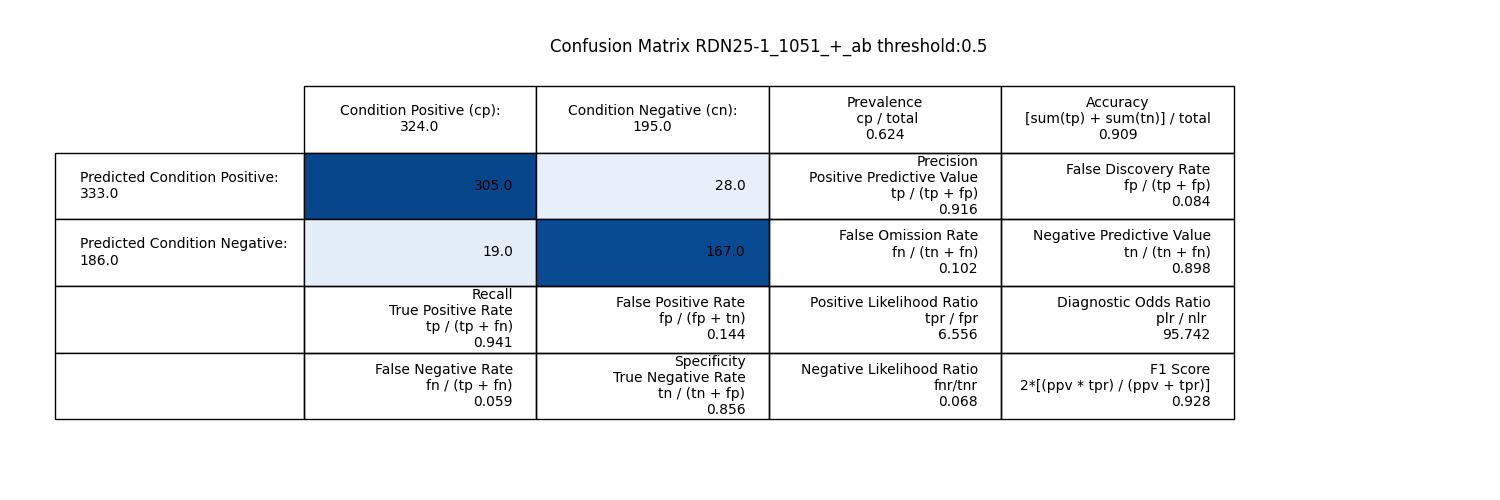 Confusion Matrix RDN25-1_1051_+_ab threshold:0.5
Condition Positive (cp):
324.0
Condition Negative (cn):
195.0
Prevalence
cp / total
0.624
Accuracy
[sum(tp) + sum(tn)] / total
0.909
Predicted Condition Positive:
333.0
305.0
28.0
Precision
Positive Predictive Value
tp / (tp + fp)
0.916
False Discovery Rate
fp / (tp + fp)
0.084
Predicted Condition Negative:
186.0
19.0
167.0
False Omission Rate
fn / (tn + fn)
0.102
Negative Predictive Value
tn / (tn + fn)
0.898
Recall
True Positive Rate
tp / (tp + fn)
0.941
False Positive Rate
fp / (fp + tn)
0.144
Positive Likelihood Ratio
tpr / fpr
6.556
Diagnostic Odds Ratio
plr / nlr
95.742
False Negative Rate
fn / (tp + fn)
0.059
Specificity
True Negative Rate
tn / (tn + fp)
0.856
Negative Likelihood Ratio
fnr/tnr
0.068
F1 Score
2*[(ppv * tpr) / (ppv + tpr)]
0.928